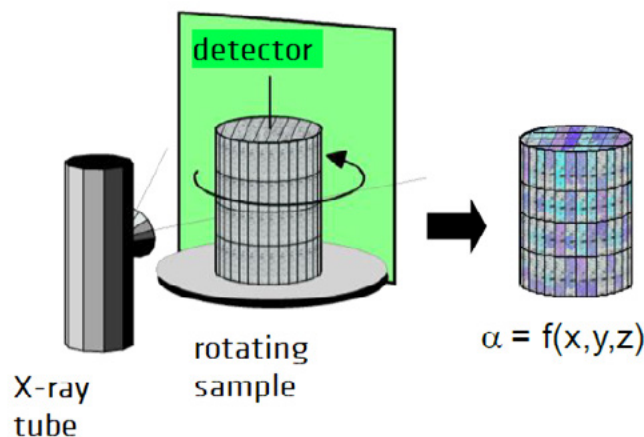 detector
α = f(x,y,z)
rotating
sample
X-ray
tube